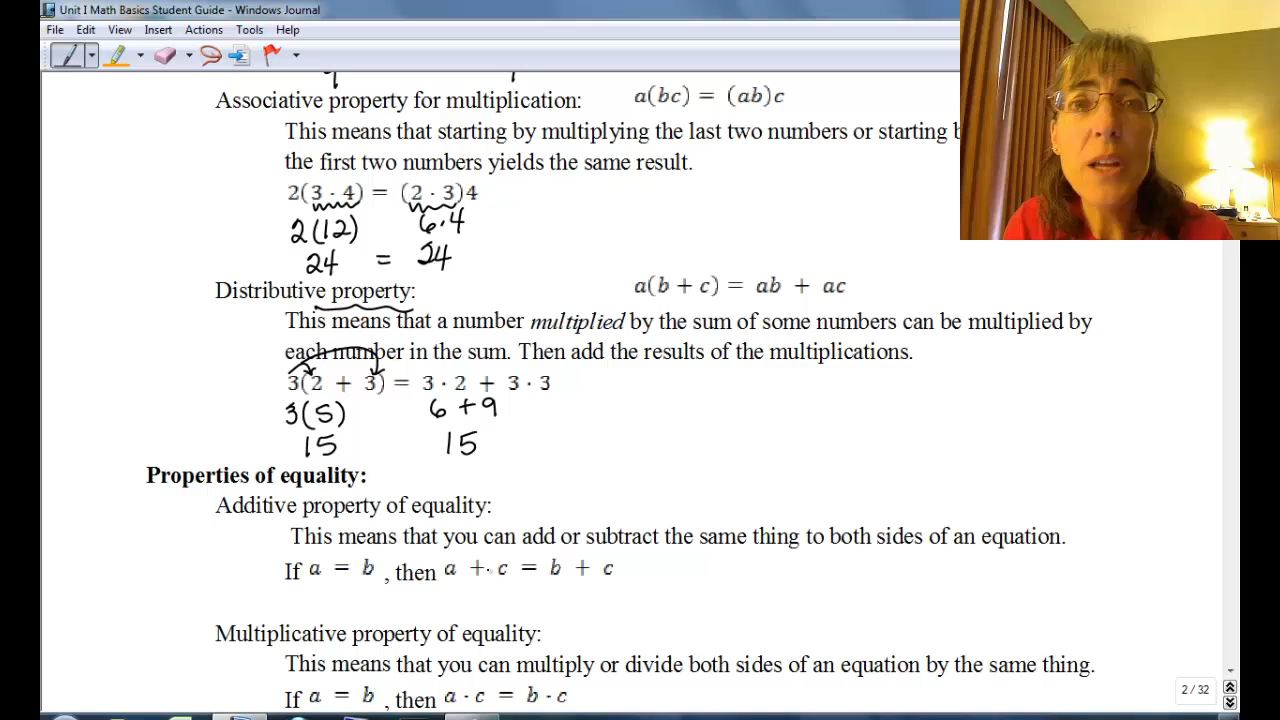 Unit I Math Basics Student Guide - Windows Journal
File Edit View Insert Actions Tools Help
Associative property for multiplication: a(bc) = (ab)c
This means that starting by multiplying the last two numbers or starting
the first two numbers yields the same result.
2(3 · 4) = (2 · 3)4
2(12) 6·4
24 = 24
Distributive property: a(b + c) = ab + ac
This means that a number multiplied by the sum of some numbers can be multiplied by
each number in the sum. Then add the results of the multiplications.
3(2 + 3) = 3 · 2 + 3 · 3
3(5) 6 + 9
15 15
Properties of equality:
Additive property of equality:
This means that you can add or subtract the same thing to both sides of an equation.
If a = b , then a + c = b + c
Multiplicative property of equality:
This means that you can multiply or divide both sides of an equation by the same thing.
If a = b , then a · c = b · c
2 / 32